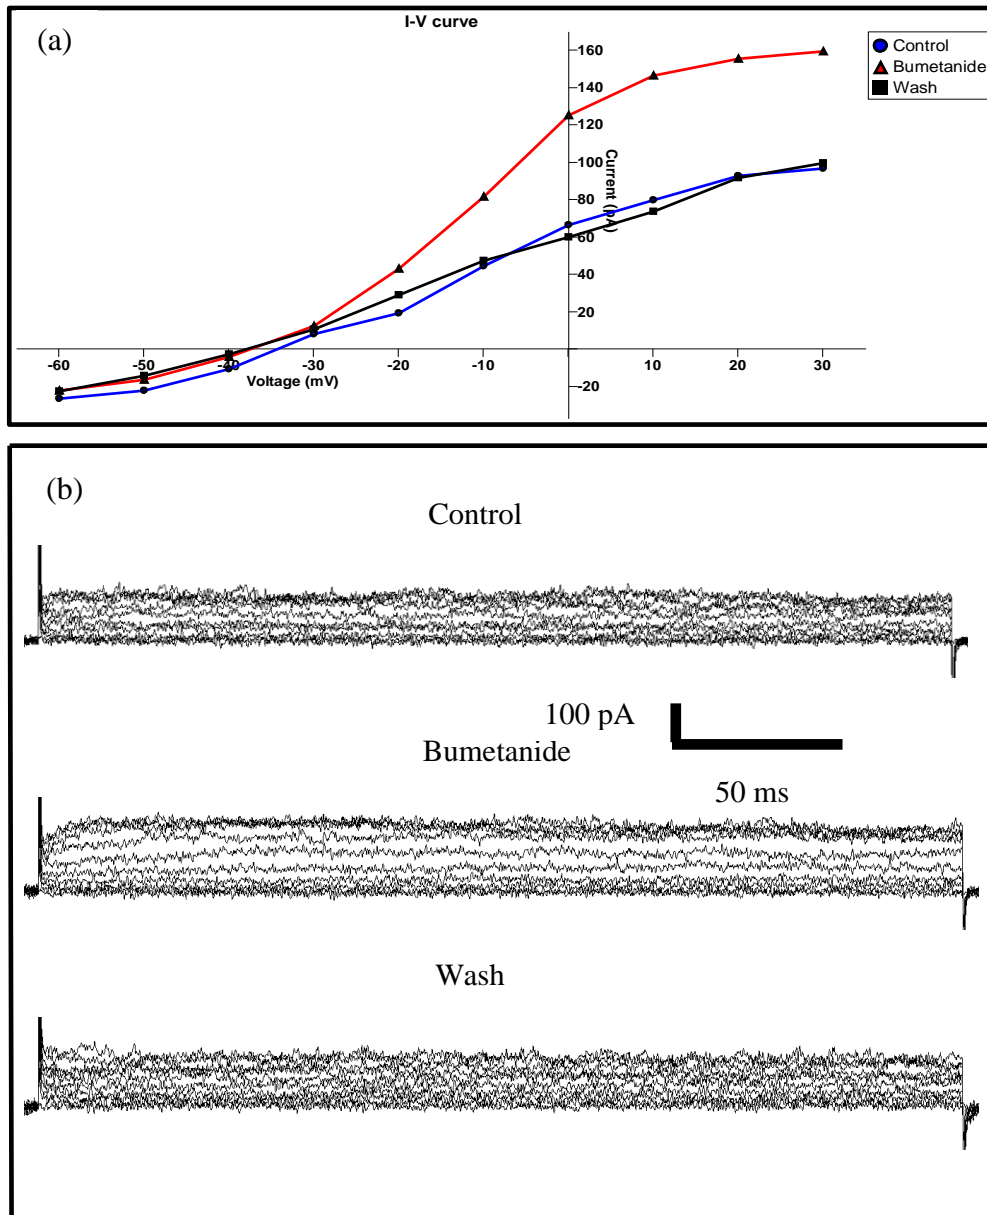 (a)
I-V curve
Control
Bumetanide
Wash
160
140
120
100
80
60
40
20
-20
Current (pA)
-60 -50 -40 -30 -20 -10 10 20 30
Voltage (mV)
(b)
Control
100 pA
Bumetanide
50 ms
Wash